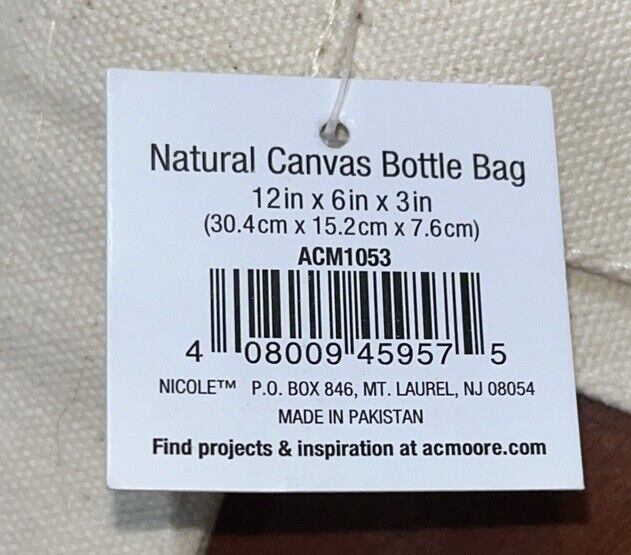 Natural Canvas Bottle Bag
12in x 6in x 3in
(30.4cm x 15.2cm x 7.6cm)
ACM1053
4 08009 45957 5
NICOLE™ P.O. BOX 846, MT. LAUREL, NJ 08054
MADE IN PAKISTAN
Find projects & inspiration at acmoore.com